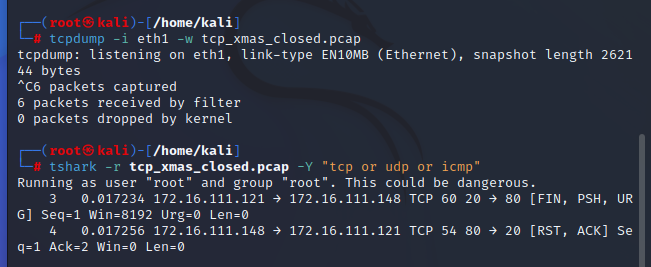 ┌──(root㉿kali)-[/home/kali]
└─# tcpdump -i eth1 -w tcp_xmas_closed.pcap
tcpdump: listening on eth1, link-type EN10MB (Ethernet), snapshot length 2621
44 bytes
^C6 packets captured
6 packets received by filter
0 packets dropped by kernel
┌──(root㉿kali)-[/home/kali]
└─# tshark -r tcp_xmas_closed.pcap -Y "tcp or udp or icmp"
Running as user "root" and group "root". This could be dangerous.
    3   0.017234 172.16.111.121 → 172.16.111.148 TCP 60 20 → 80 [FIN, PSH, UR
G] Seq=1 Win=8192 Urg=0 Len=0
    4   0.017256 172.16.111.148 → 172.16.111.121 TCP 54 80 → 20 [RST, ACK] Se
q=1 Ack=2 Win=0 Len=0